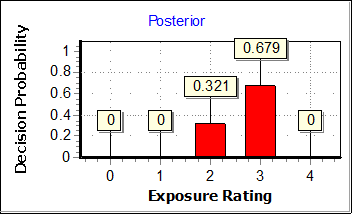 Posterior
Decision Probability
1
0.8
0.6
0.4
0.2
0
0
0
0.321
0.679
0
0 1 2 3 4
Exposure Rating